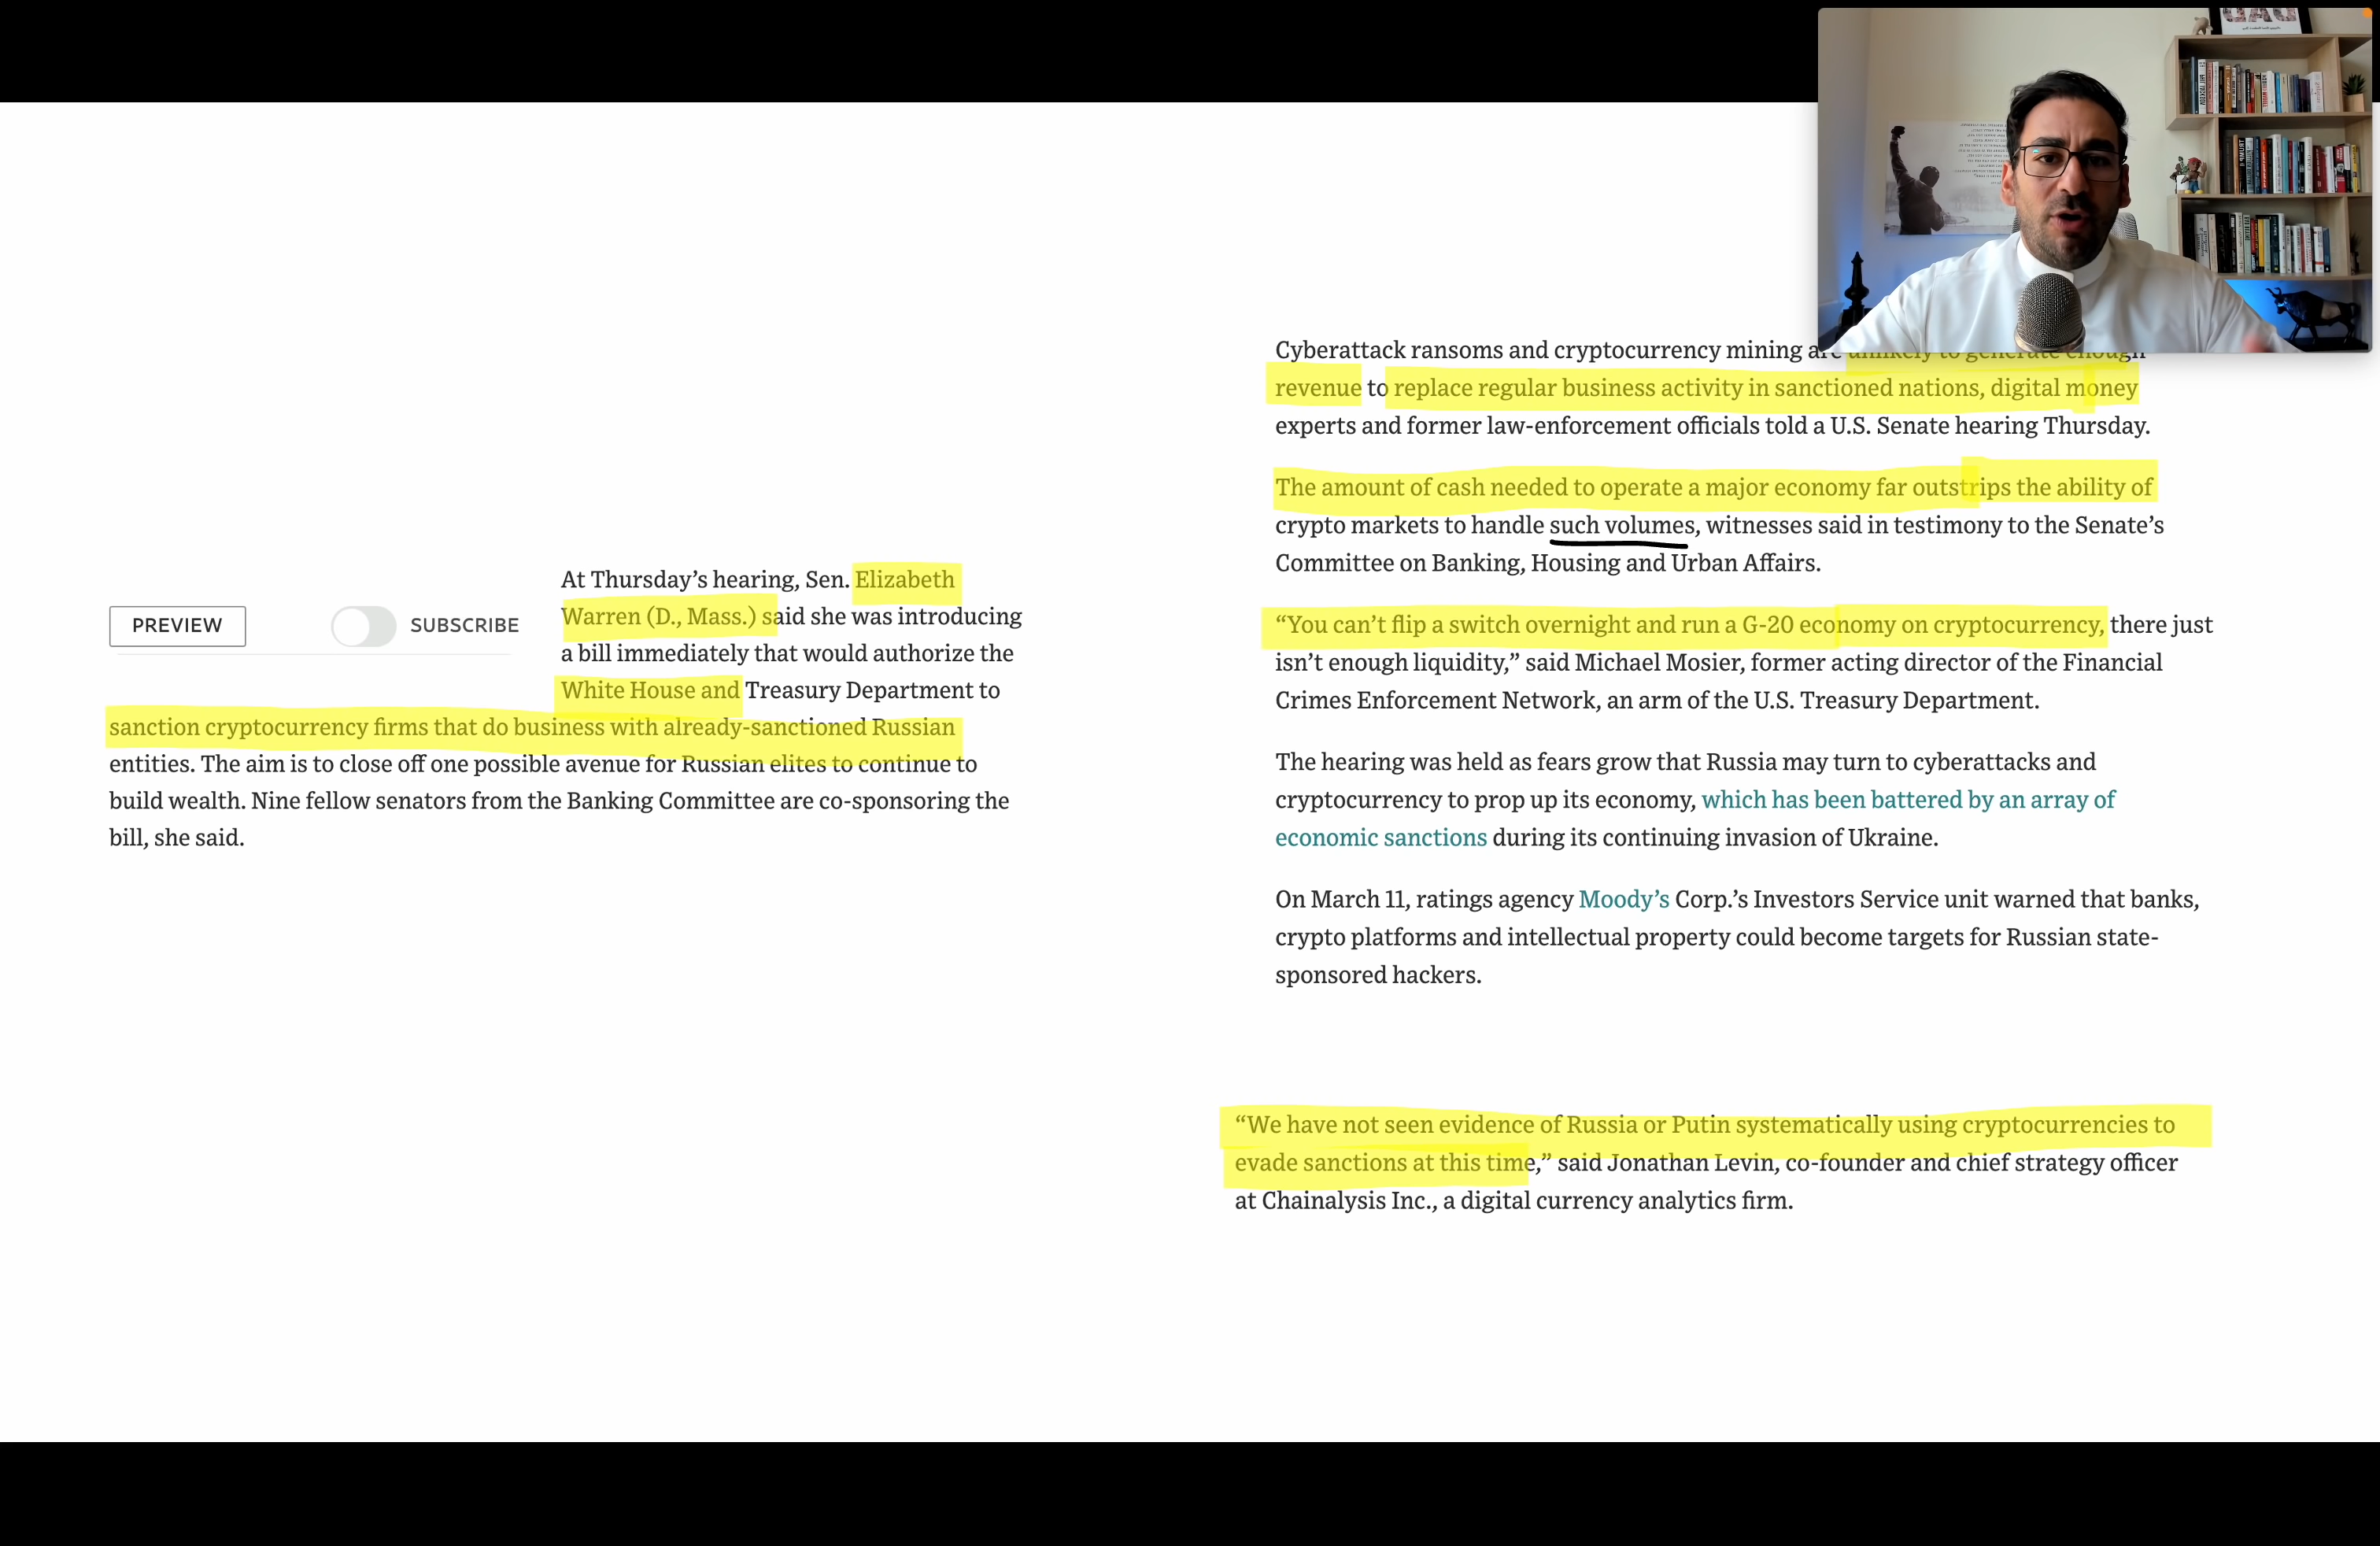 At Thursday’s hearing, Sen. Elizabeth
PREVIEW
SUBSCRIBE
Warren (D., Mass.) said she was introducing
a bill immediately that would authorize the
White House and Treasury Department to
sanction cryptocurrency firms that do business with already-sanctioned Russian
entities. The aim is to close off one possible avenue for Russian elites to continue to
build wealth. Nine fellow senators from the Banking Committee are co-sponsoring the
bill, she said.
Cyberattack ransoms and cryptocurrency mining are unlikely to generate enough
revenue to replace regular business activity in sanctioned nations, digital money
experts and former law-enforcement officials told a U.S. Senate hearing Thursday.
The amount of cash needed to operate a major economy far outstrips the ability of
crypto markets to handle such volumes, witnesses said in testimony to the Senate’s
Committee on Banking, Housing and Urban Affairs.
“You can’t flip a switch overnight and run a G-20 economy on cryptocurrency, there just
isn’t enough liquidity,” said Michael Mosier, former acting director of the Financial
Crimes Enforcement Network, an arm of the U.S. Treasury Department.
The hearing was held as fears grow that Russia may turn to cyberattacks and
cryptocurrency to prop up its economy, which has been battered by an array of
economic sanctions during its continuing invasion of Ukraine.
On March 11, ratings agency Moody’s Corp.’s Investors Service unit warned that banks,
crypto platforms and intellectual property could become targets for Russian state-
sponsored hackers.
“We have not seen evidence of Russia or Putin systematically using cryptocurrencies to
evade sanctions at this time,” said Jonathan Levin, co-founder and chief strategy officer
at Chainalysis Inc., a digital currency analytics firm.